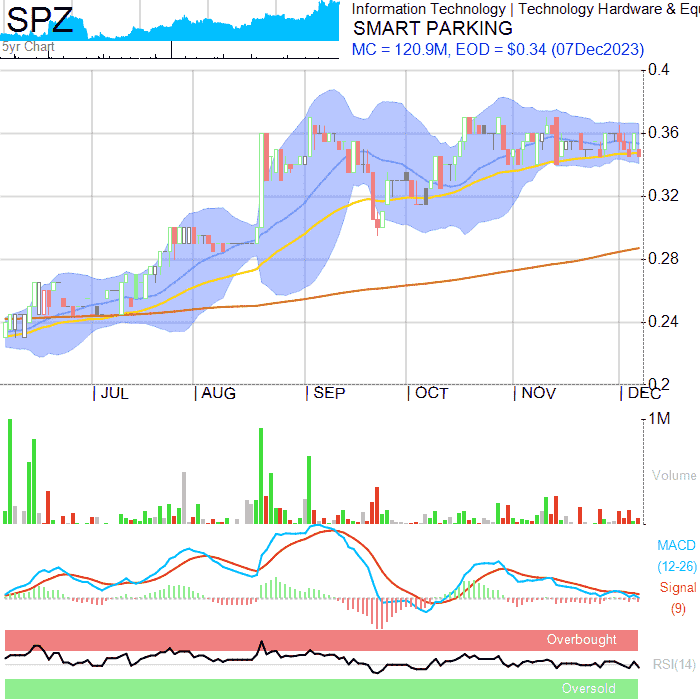 SPZ
Information Technology | Technology Hardware & Equ
SMART PARKING
MC = 120.9M, EOD = $0.34 (07Dec2023)
5yr Chart
0.4
0.36
0.32
0.28
0.24
0.2
JUL AUG SEP OCT NOV DEC
1M
Volume
MACD
(12-26)
Signal
(9)
Overbought
RSI(14)
Oversold